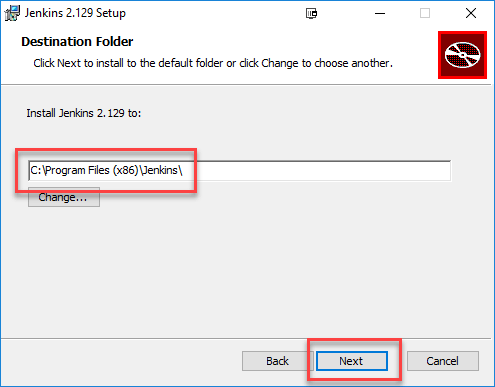 Jenkins 2.129 Setup
Destination Folder
Click Next to install to the default folder or click Change to choose another.
Install Jenkins 2.129 to:
C:\Program Files (x86)\Jenkins\
Change...
Back Next Cancel